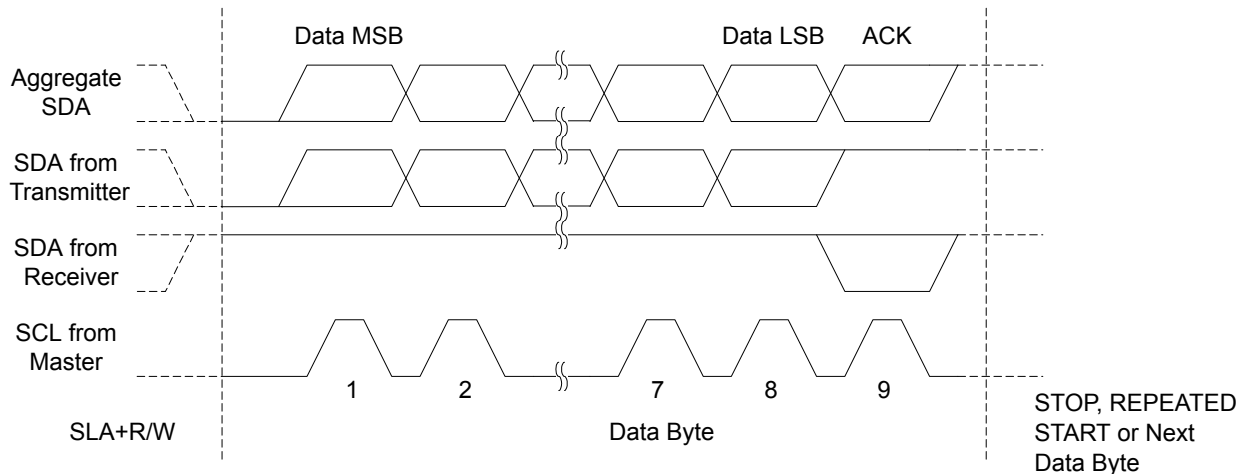 Data MSB
Data LSB
ACK
Aggregate
SDA
SDA from
Transmitter
SDA from
Receiver
SCL from
Master
1
2
7
8
9
SLA+R/W
Data Byte
STOP, REPEATED
START or Next
Data Byte